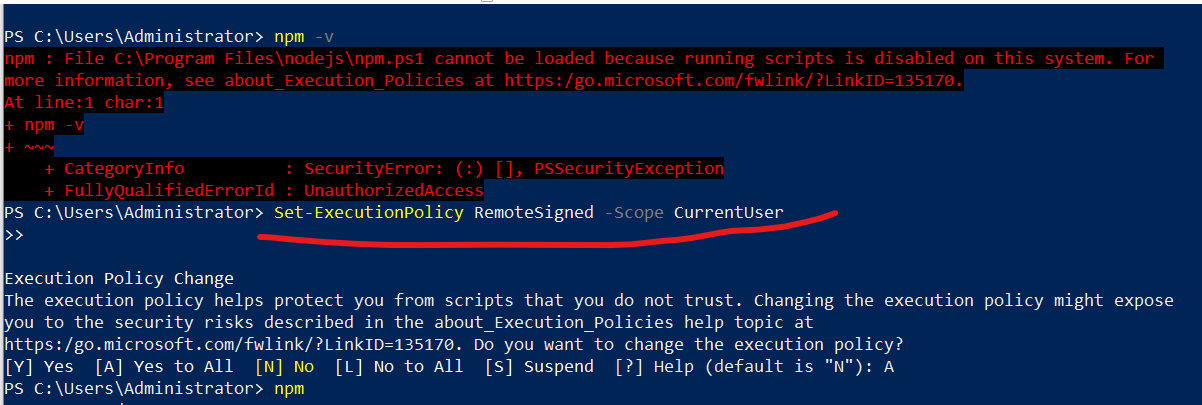 PS C:\Users\Administrator> npm -v
npm : File C:\Program Files\nodejs\npm.ps1 cannot be loaded because running scripts is disabled on this system. For
more information, see about_Execution_Policies at https:/go.microsoft.com/fwlink/?LinkID=135170.
At line:1 char:1
+ npm -v
+ ~~~
    + CategoryInfo          : SecurityError: (:) [], PSSecurityException
    + FullyQualifiedErrorId : UnauthorizedAccess
PS C:\Users\Administrator> Set-ExecutionPolicy RemoteSigned -Scope CurrentUser
>>
Execution Policy Change
The execution policy helps protect you from scripts that you do not trust. Changing the execution policy might expose
you to the security risks described in the about_Execution_Policies help topic at
https:/go.microsoft.com/fwlink/?LinkID=135170. Do you want to change the execution policy?
[Y] Yes  [A] Yes to All  [N] No  [L] No to All  [S] Suspend  [?] Help (default is "N"): A
PS C:\Users\Administrator> npm